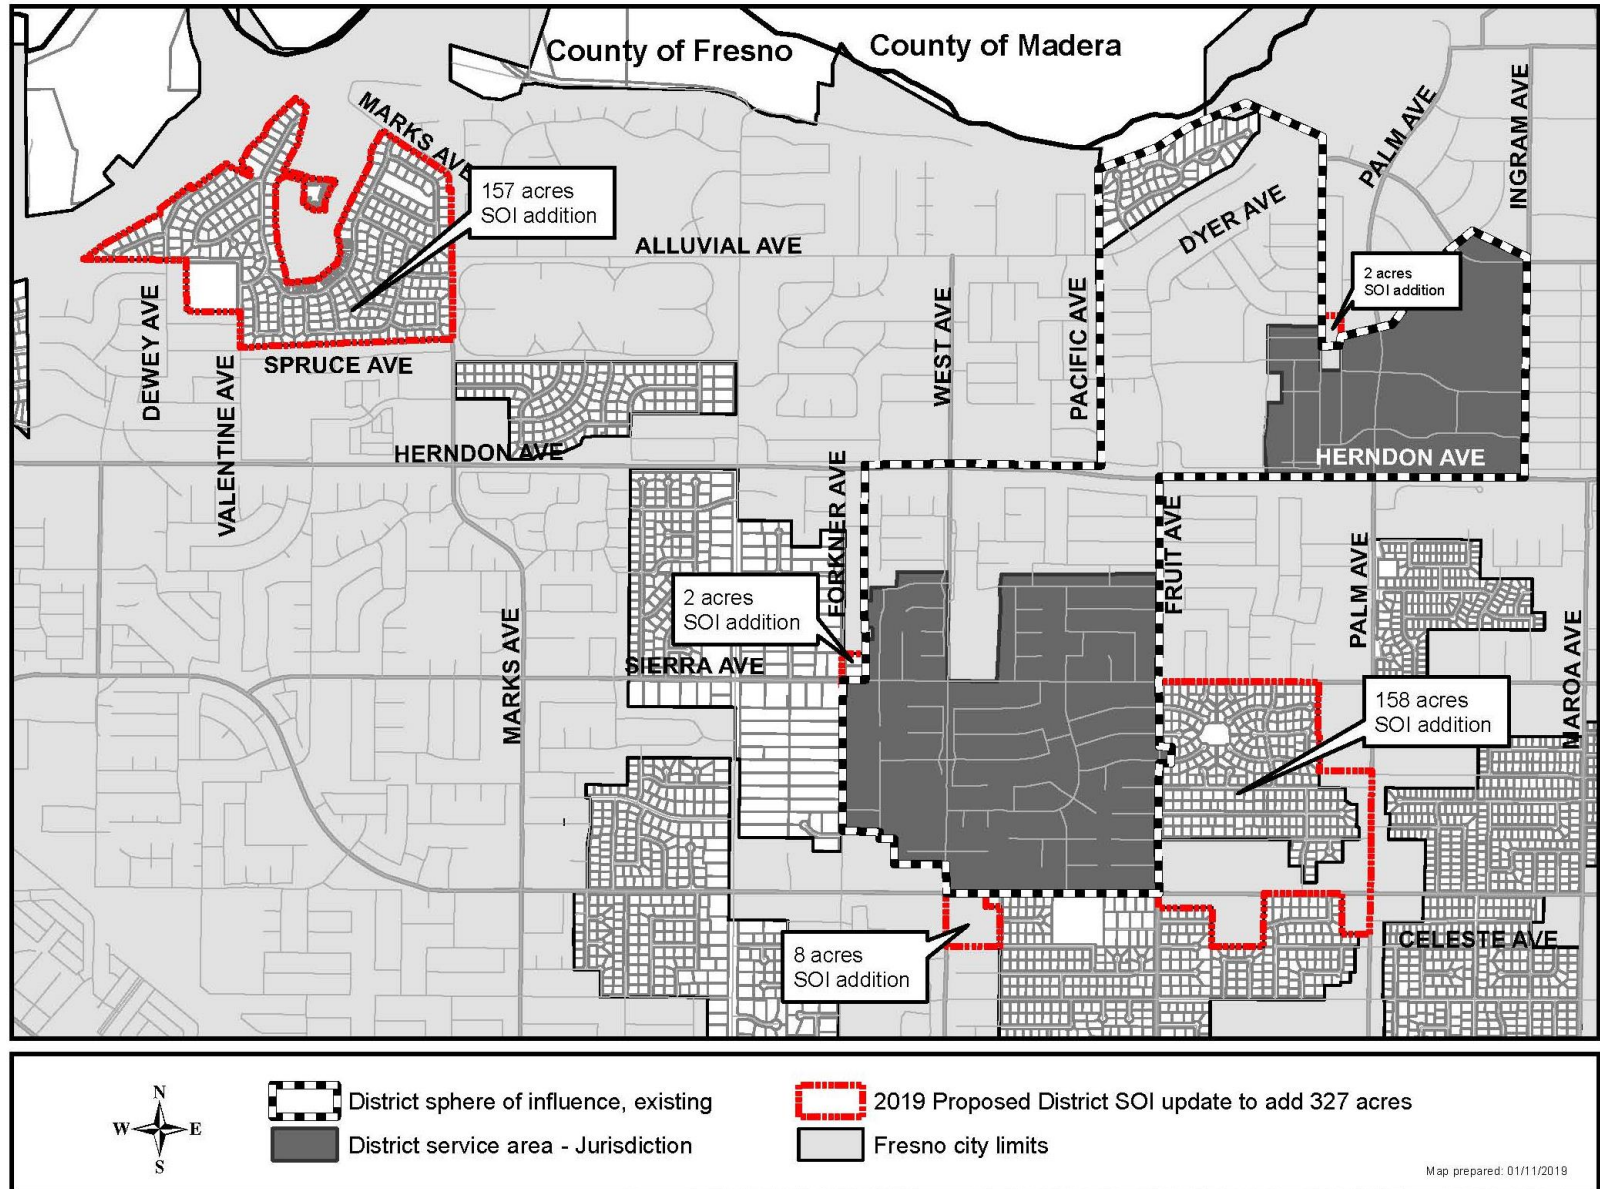 County of Fresno
County of Madera
MARKS AVE
PALM AVE
INGRAM AVE
157 acres
SOI addition
DYER AVE
ALLUVIAL AVE
2 acres
SOI addition
DEWEY AVE
VALENTINE AVE
SPRUCE AVE
WEST AVE
PACIFIC AVE
HERNDON AVE
HERNDON AVE
FORKNER AVE
FRUIT AVE
PALM AVE
2 acres
SOI addition
MARKS AVE
SIERRA AVE
MAROA AVE
158 acres
SOI addition
8 acres
SOI addition
CELESTE AVE
N
W E
S
District sphere of influence, existing
District service area - Jurisdiction
2019 Proposed District SOI update to add 327 acres
Fresno city limits
Map prepared: 01/11/2019